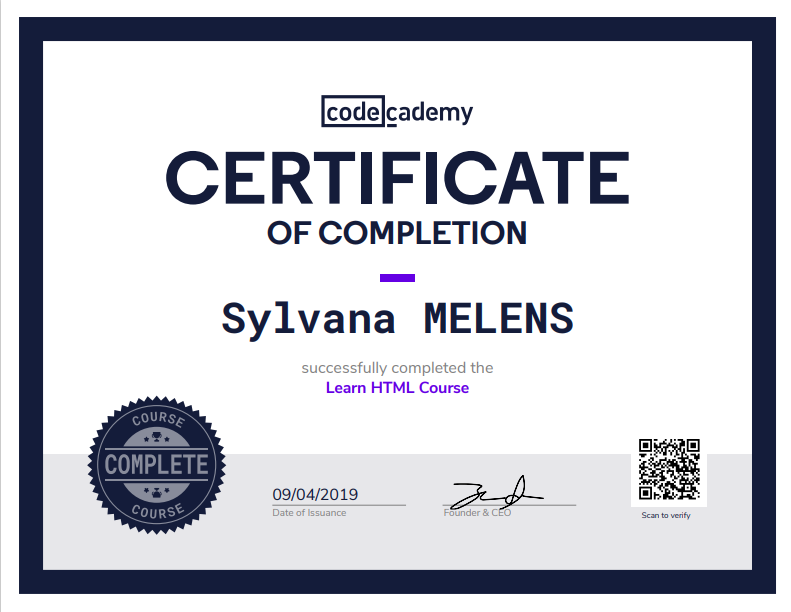 codecademy
CERTIFICATE
OF COMPLETION
Sylvana MELENS
successfully completed the
Learn HTML Course
COURSE
COMPLETE
COURSE
09/04/2019
Date of Issuance
Founder & CEO
Scan to verify